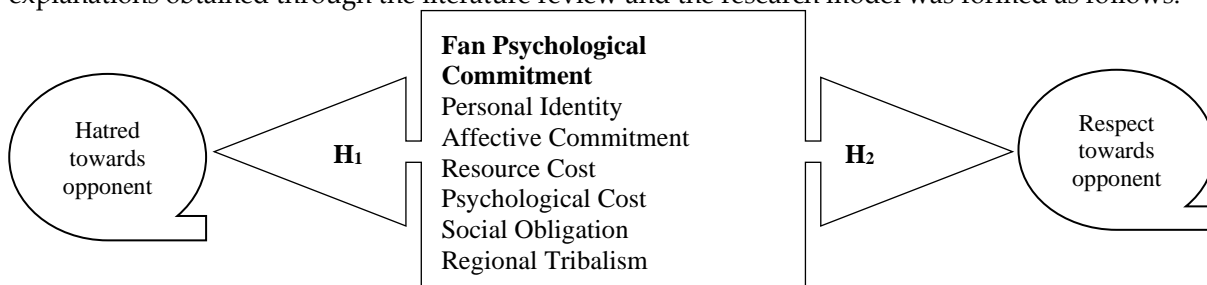 explanations obtained through the literature review and the research model was formed as follows.
Hatred
towards
opponent
H1
Fan Psychological
Commitment
Personal Identity
Affective Commitment
Resource Cost
Psychological Cost
Social Obligation
Regional Tribalism
H2
Respect
towards
opponent